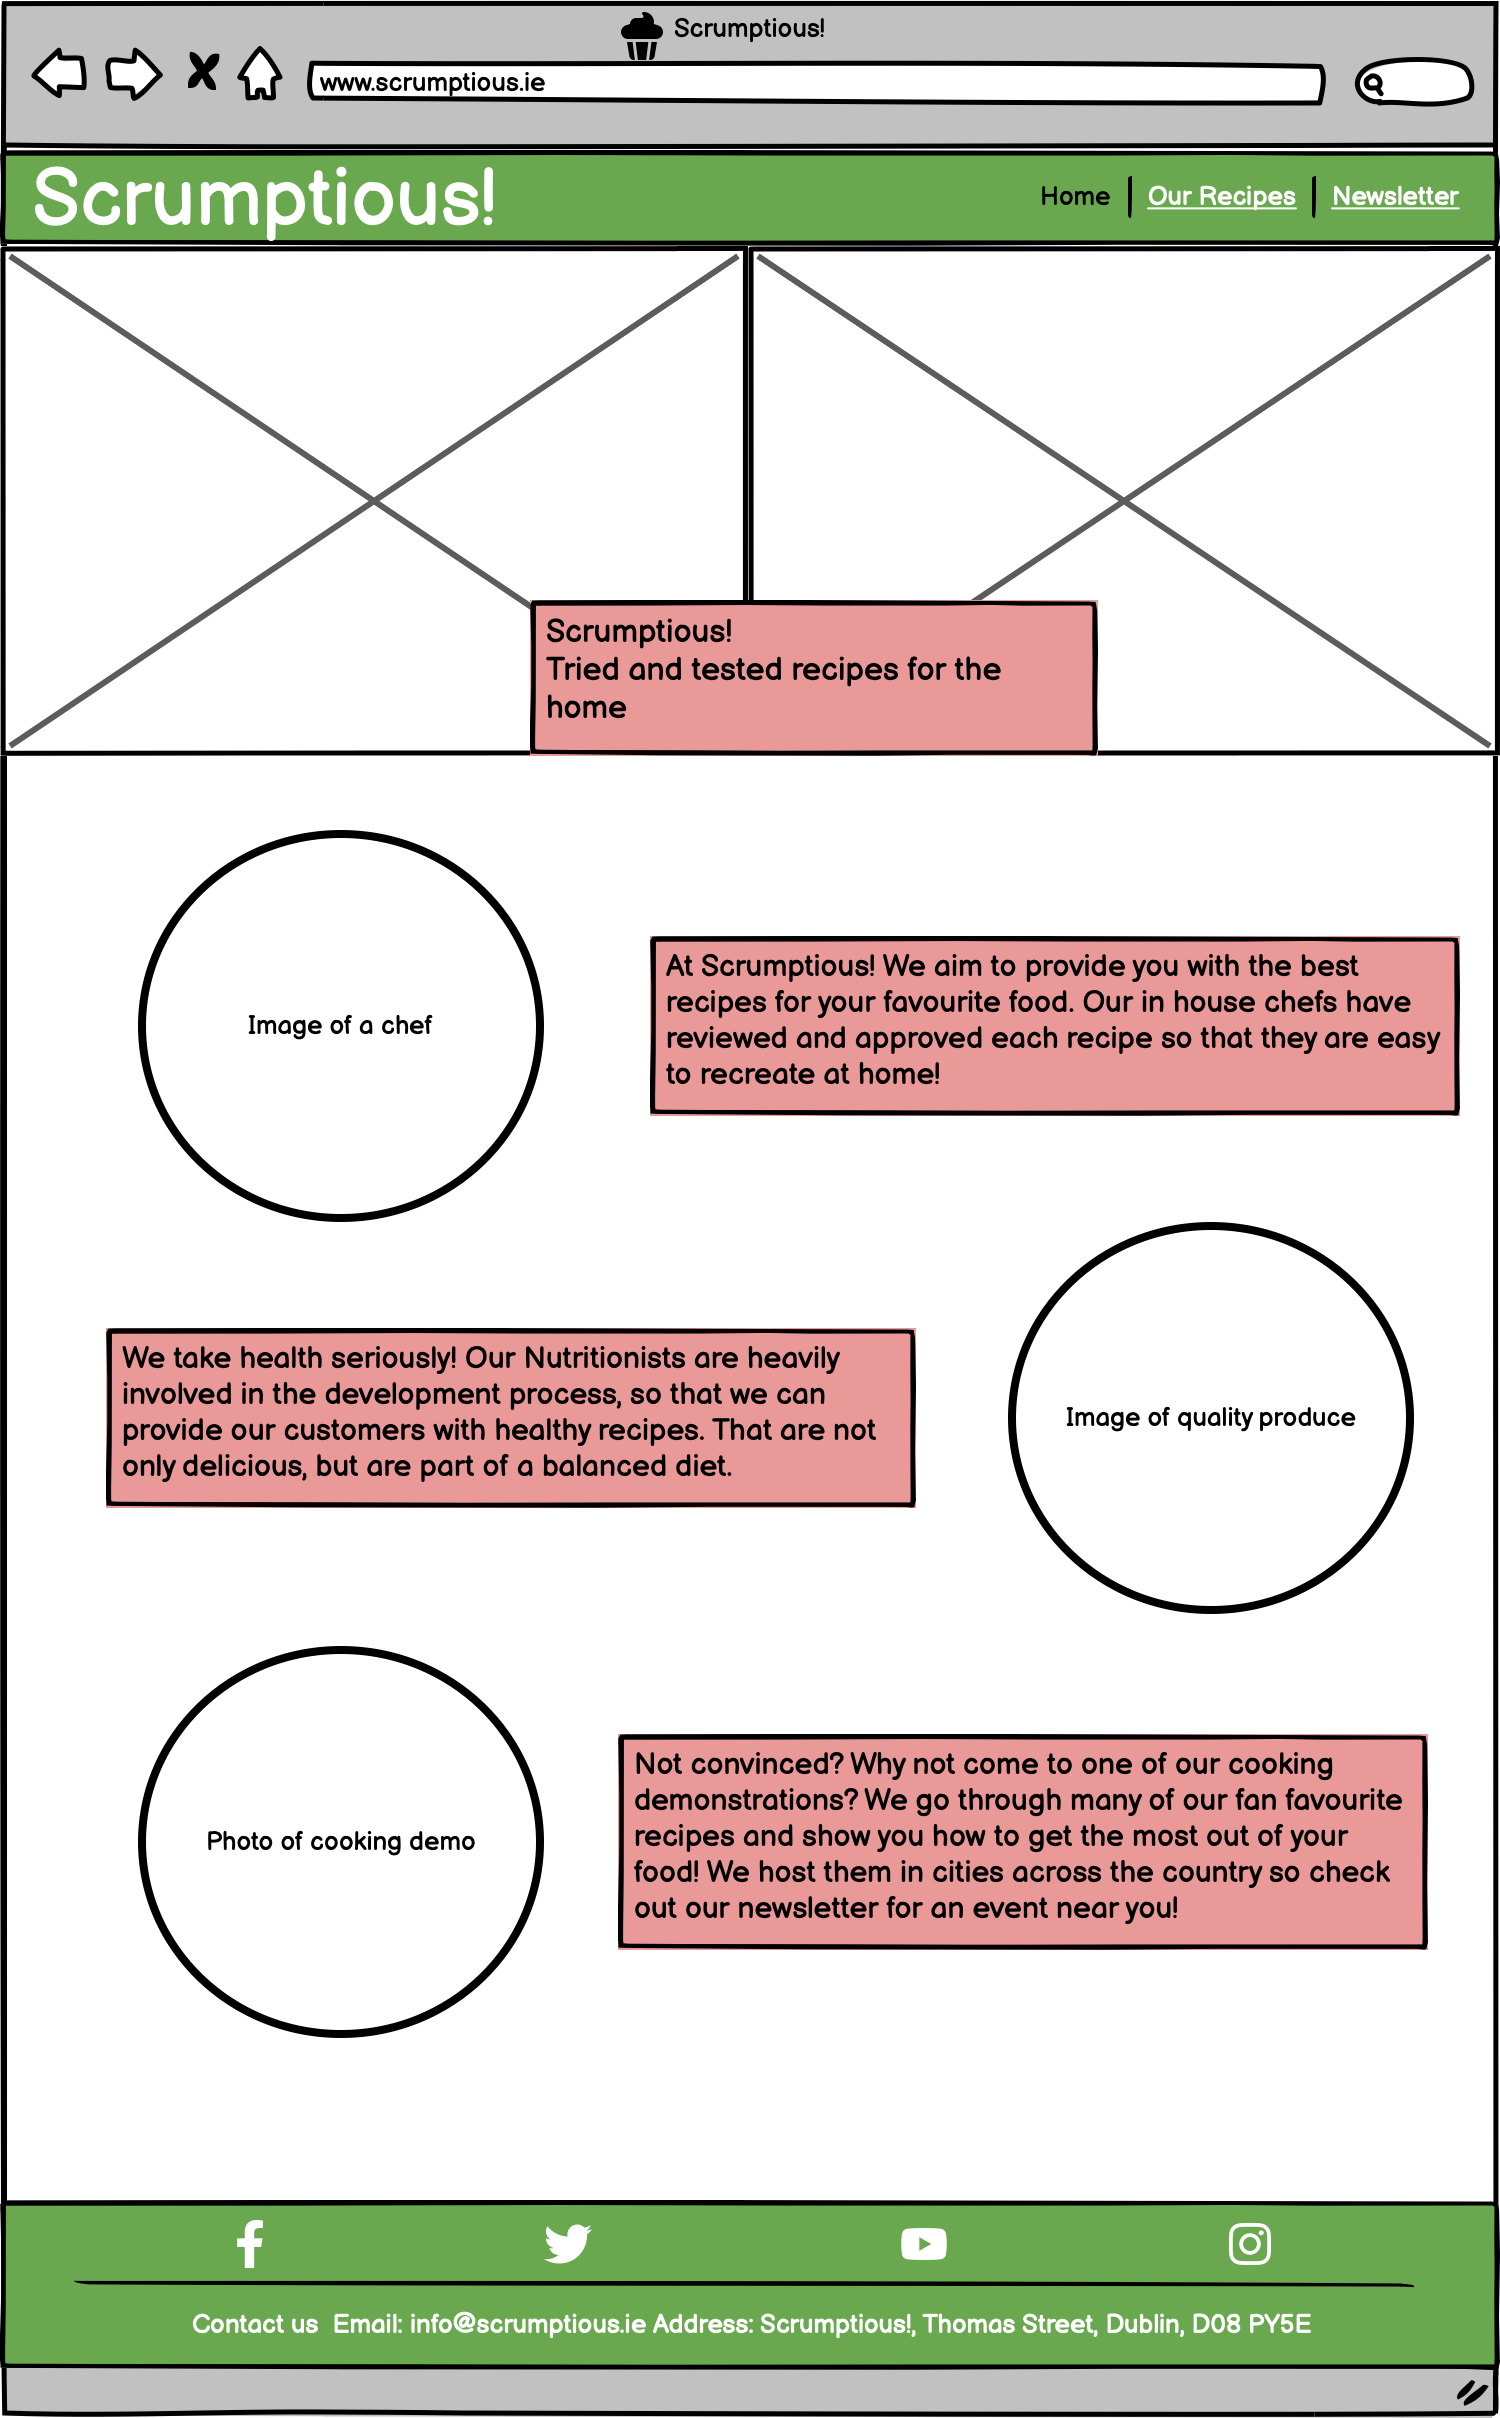 Scrumptious!
www.scrumptious.ie
Scrumptious!
Home
Our Recipes
Newsletter
Scrumptious!
Tried and tested recipes for the
home
Image of a chef
At Scrumptious! We aim to provide you with the best
recipes for your favourite food. Our in house chefs have
reviewed and approved each recipe so that they are easy
to recreate at home!
We take health seriously! Our Nutritionists are heavily
involved in the development process, so that we can
provide our customers with healthy recipes. That are not
only delicious, but are part of a balanced diet.
Image of quality produce
Photo of cooking demo
Not convinced? Why not come to one of our cooking
demonstrations? We go through many of our fan favourite
recipes and show you how to get the most out of your
food! We host them in cities across the country so check
out our newsletter for an event near you!
Contact us  Email: info@scrumptious.ie Address: Scrumptious!, Thomas Street, Dublin, D08 PY5E